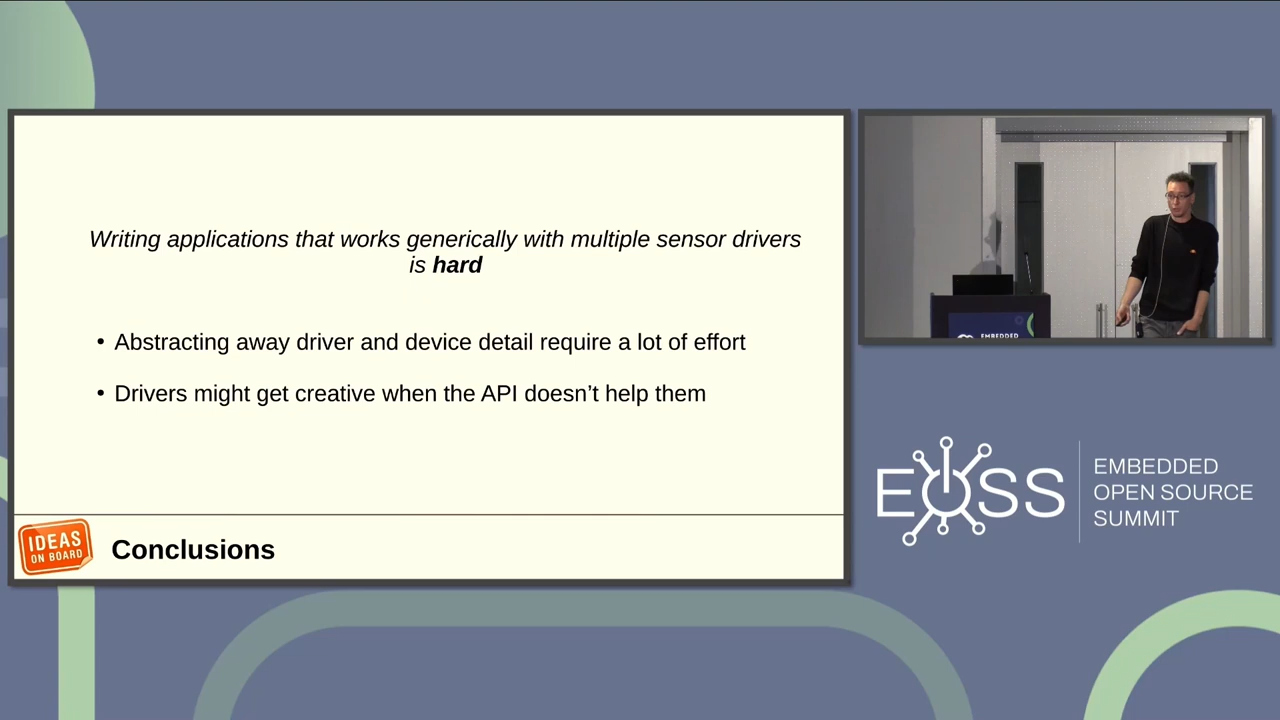 Writing applications that works generically with multiple sensor drivers
is hard
• Abstracting away driver and device detail require a lot of effort
• Drivers might get creative when the API doesn’t help them
IDEAS
ON BOARD
Conclusions
EMBEDDED
EOSS
EMBEDDED
OPEN SOURCE
SUMMIT